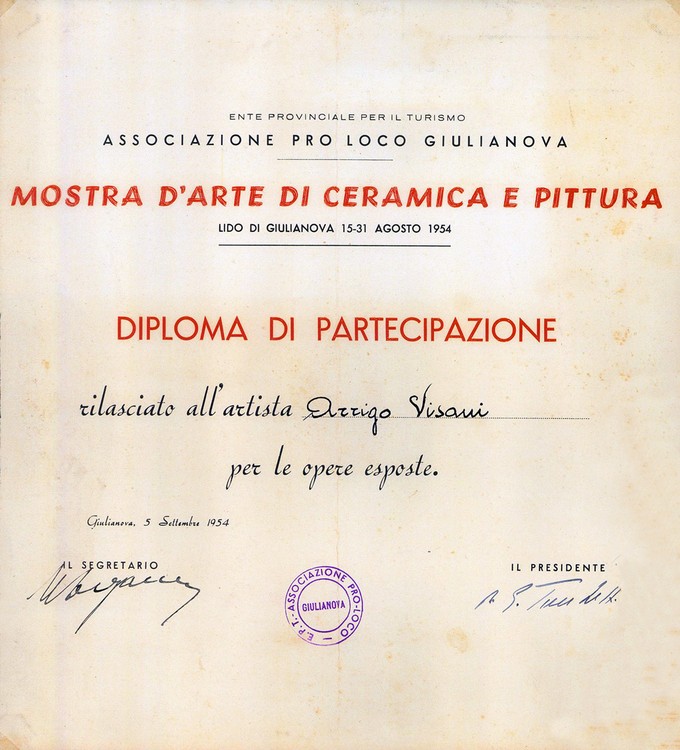 ENTE PROVINCIALE PER IL TURISMO
ASSOCIAZIONE PRO LOCO GIULIANOVA
MOSTRA D'ARTE DI CERAMICA E PITTURA
LIDO DI GIULIANOVA 15-31 AGOSTO 1954
DIPLOMA DI PARTECIPAZIONE
rilasciato all'artista Arrigo Visani
per le opere esposte.
Giulianova, 5 Settembre 1954
IL SEGRETARIO
IL PRESIDENTE
E.P.T. - ASSOCIAZIONE PRO-LOCO -
GIULIANOVA